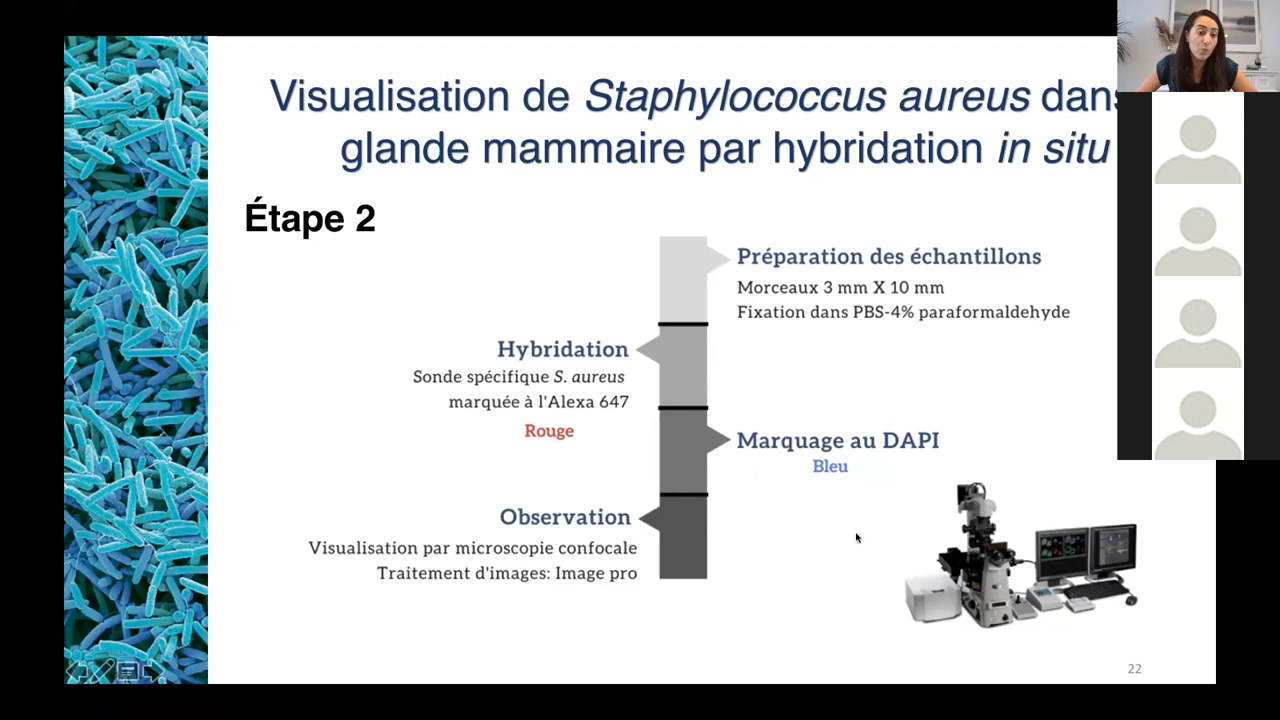 Visualisation de Staphylococcus aureus dans
glande mammaire par hybridation in situ
Étape 2
Préparation des échantillons
Morceaux 3 mm X 10 mm
Fixation dans PBS-4% paraformaldehyde
Hybridation
Sonde spécifique S. aureus
marquée à l'Alexa 647
Rouge
Marquage au DAPI
Bleu
Observation
Visualisation par microscopie confocale
Traitement d'images: Image pro
22